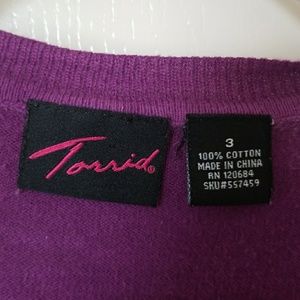 Torrid®
3
100% COTTON
MADE IN CHINA
RN 120684
SKU#557459